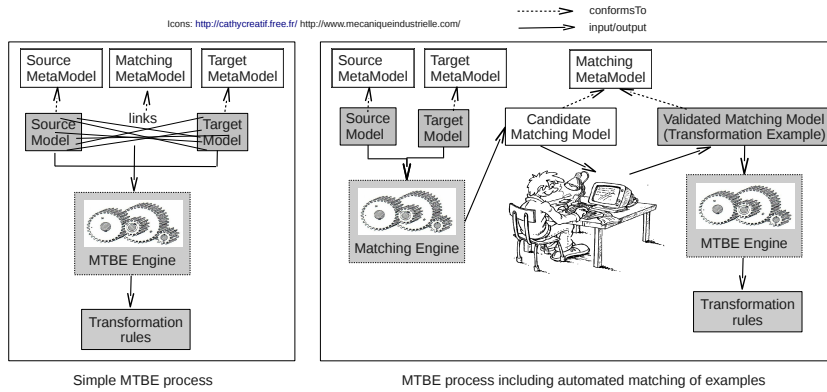 Icons: http://cathycreatif.free.fr/ http://www.mecaniqueindustrielle.com/
conformsTo
input/output
Source
MetaModel
Matching
MetaModel
Target
MetaModel
Source
Model
links
Target
Model
MTBE Engine
Transformation
rules
Simple MTBE process
Source
MetaModel
Target
MetaModel
Matching
MetaModel
Source
Model
Target
Model
Candidate
Matching Model
Validated Matching Model
(Transformation Example)
Matching Engine
MTBE Engine
Transformation
rules
MTBE process including automated matching of examples